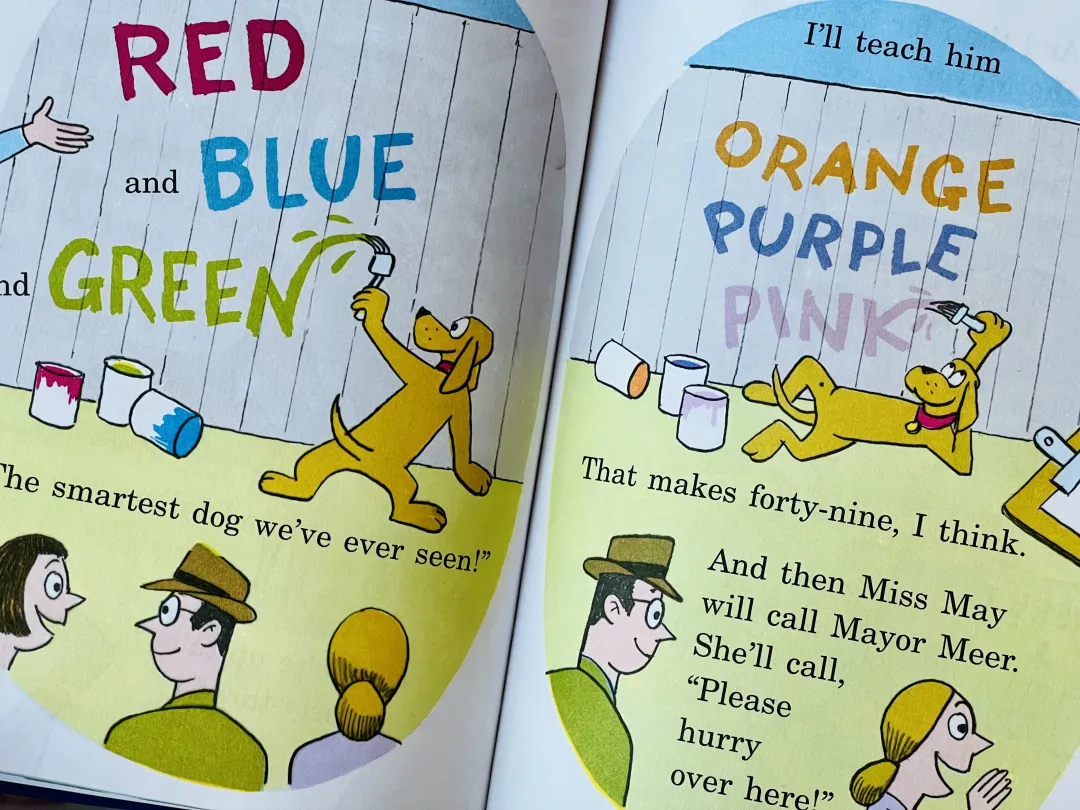 RED
and BLUE
GREEN
The smartest dog we've ever seen!"
I'll teach him
ORANGE
PURPLE
PINK
That makes forty-nine, I think.
And then Miss May
will call Mayor Meer.
She'll call,
"Please
hurry
over here!"